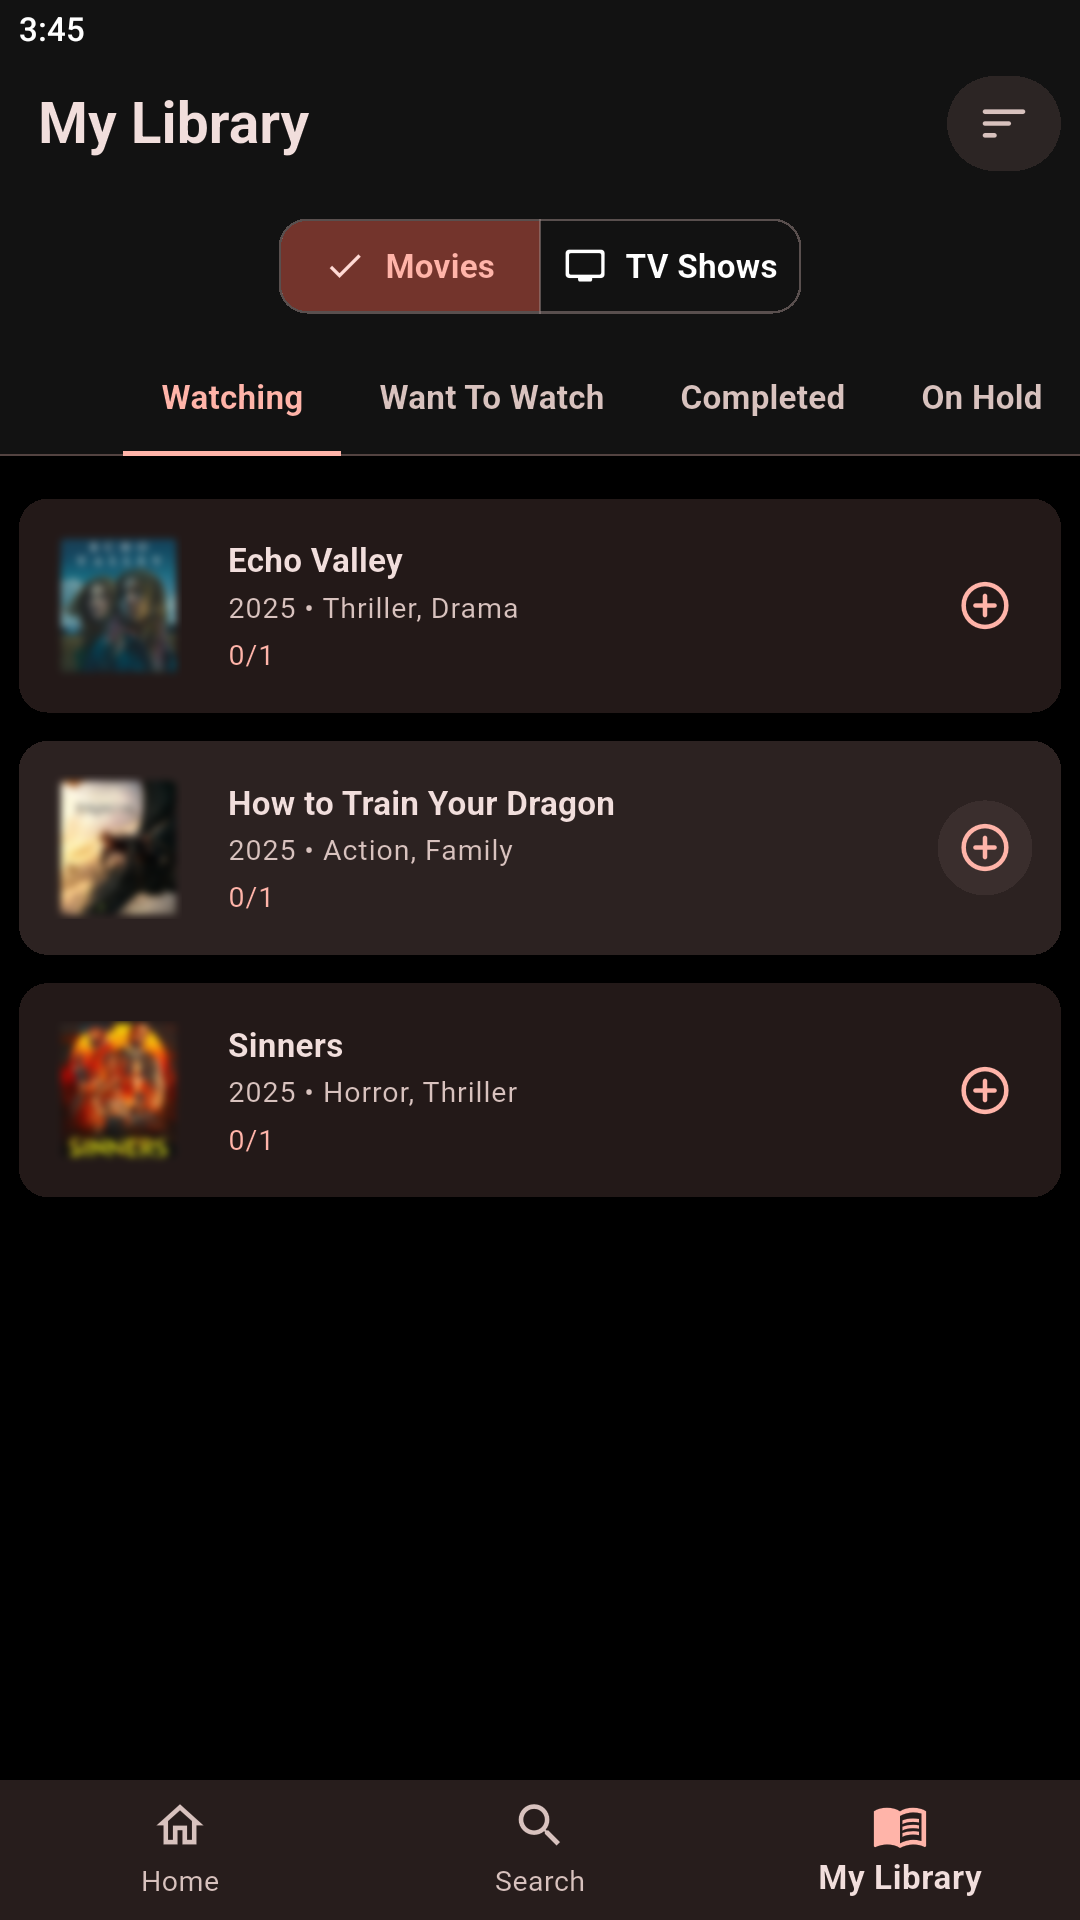 3:45
My Library
Movies
TV Shows
Watching
Want To Watch
Completed
On Hold
Echo Valley
2025 • Thriller, Drama
0/1
How to Train Your Dragon
2025 • Action, Family
0/1
SINNERS
Sinners
2025 • Horror, Thriller
0/1
Home
Search
My Library